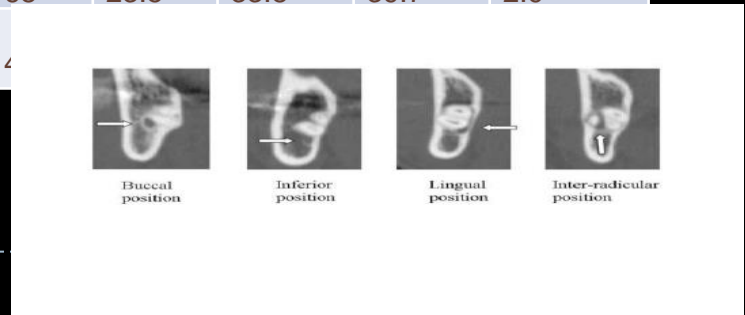 Buccal
position
Inferior
position
Lingual
position
Inter-radicular
position